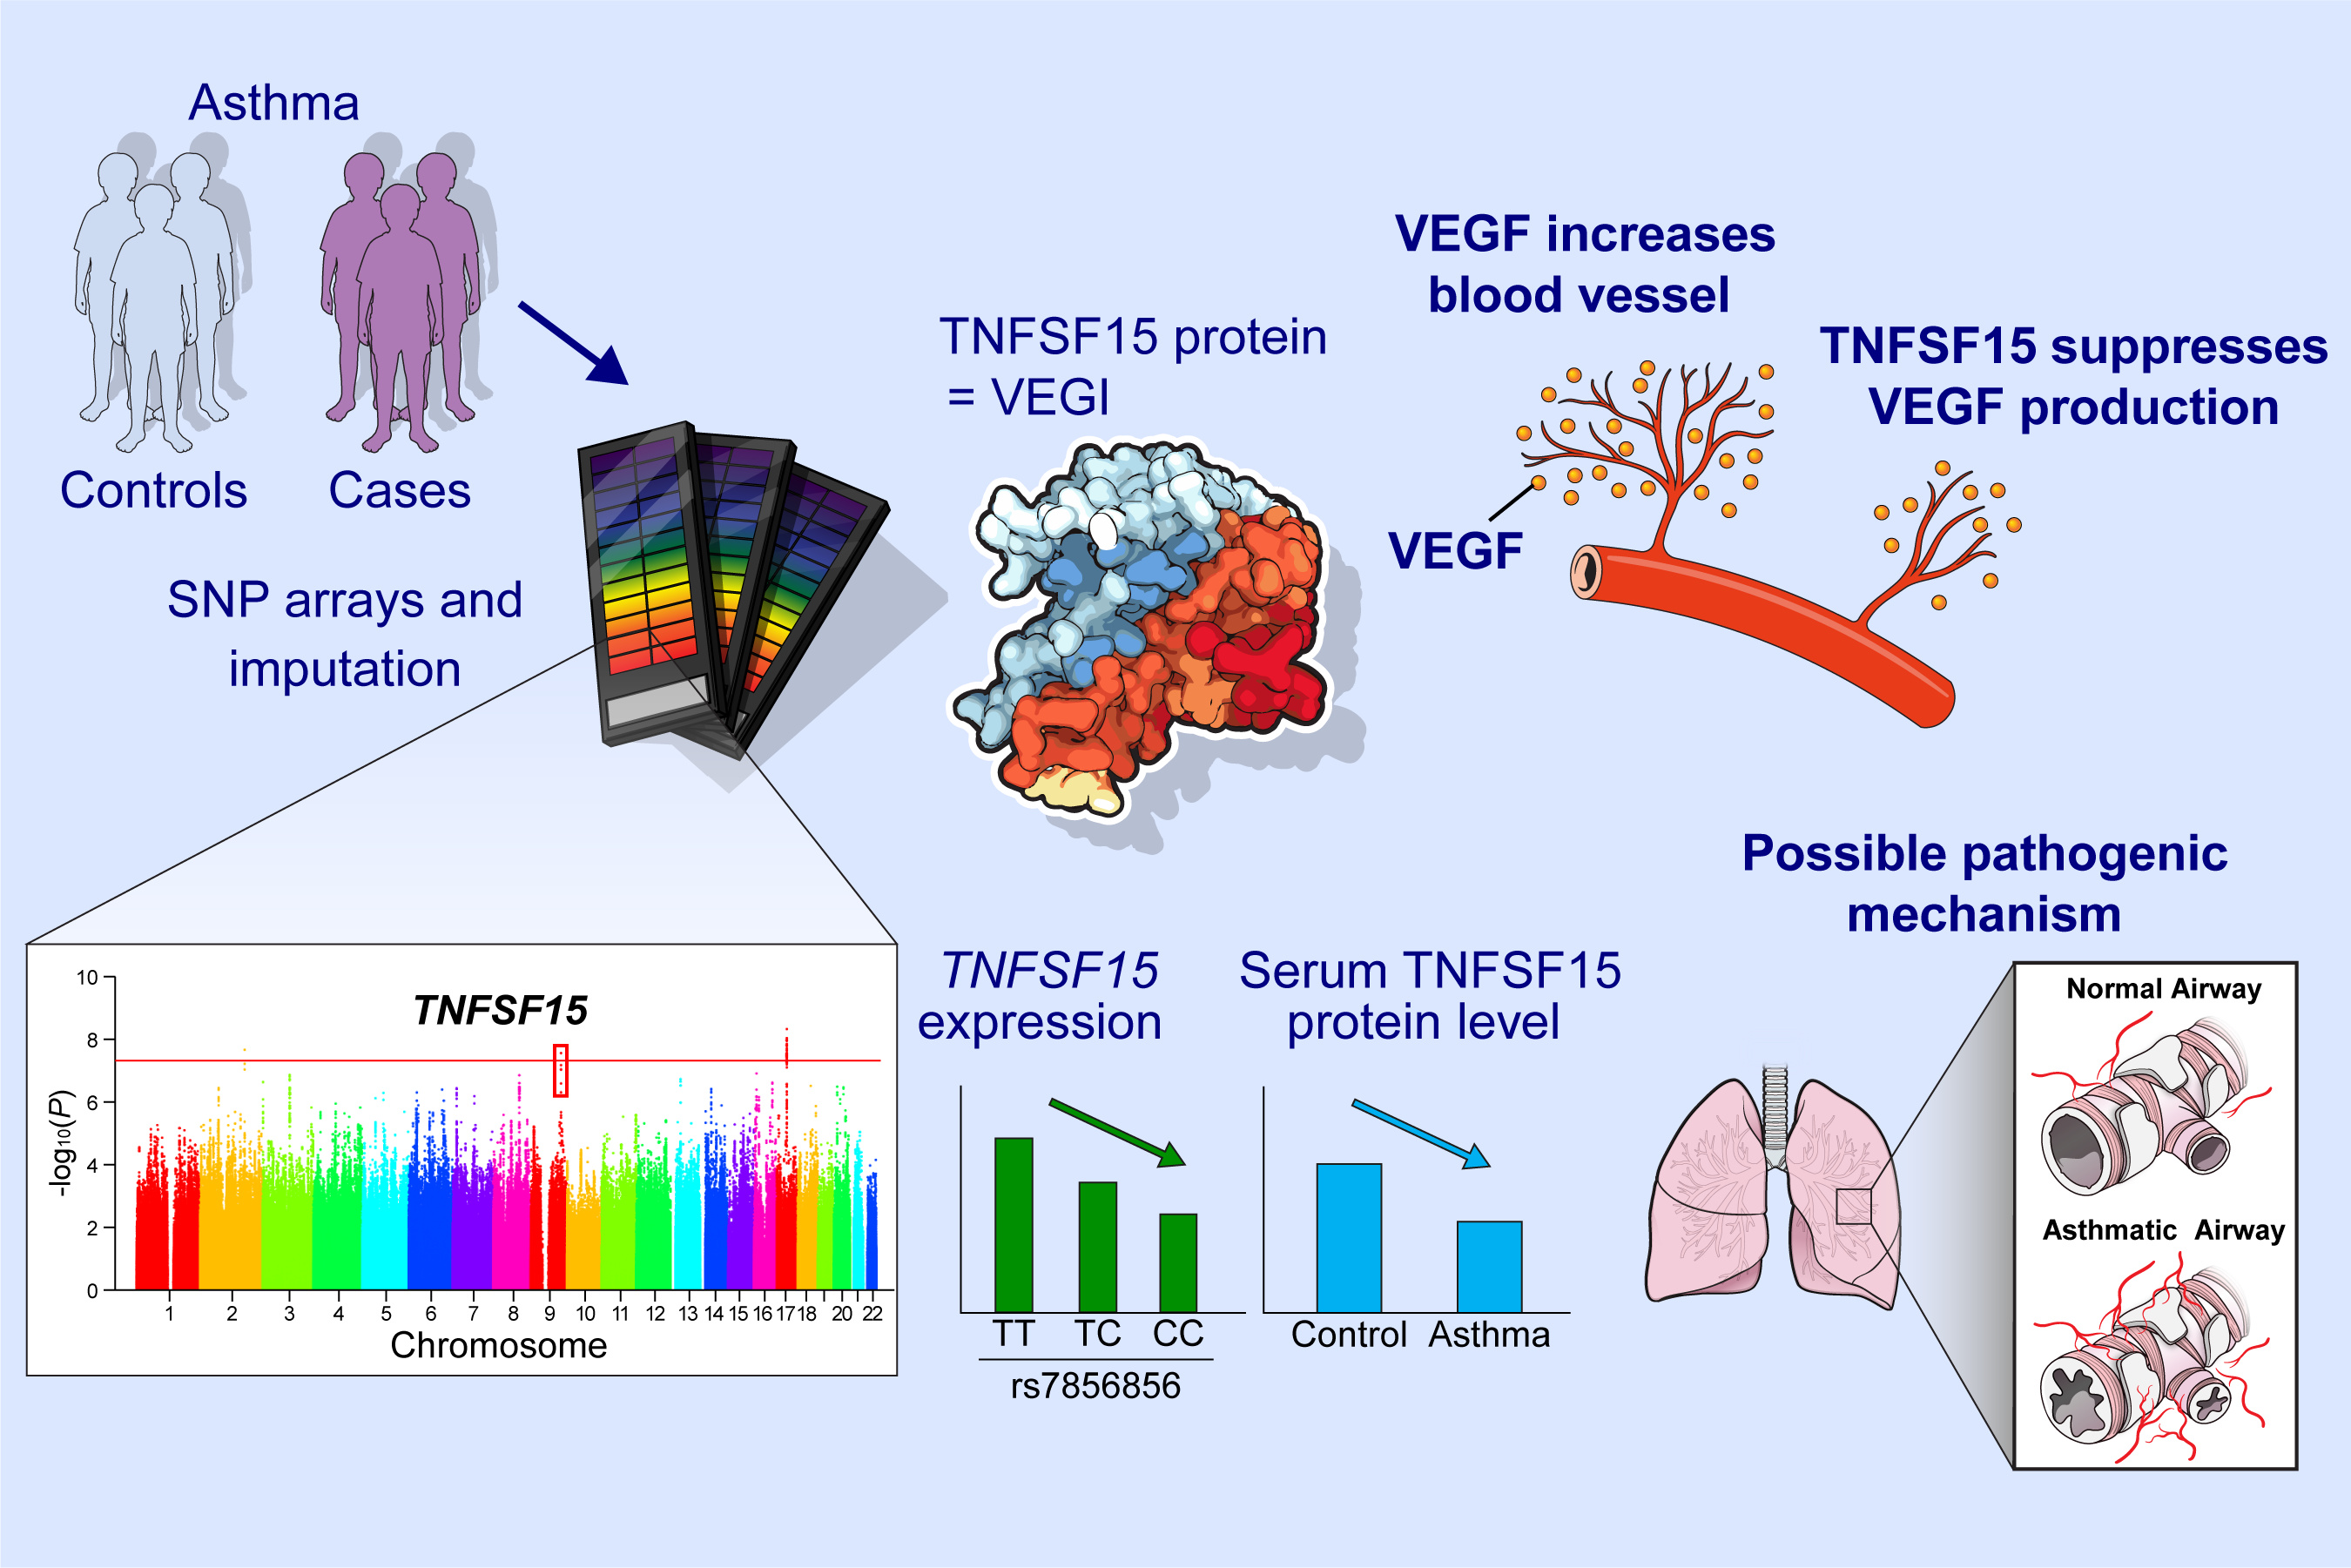 Asthma
Controls
Cases
SNP arrays and
imputation
TNFSF15 protein
= VEGI
VEGF increases
blood vessel
TNFSF15 suppresses
VEGF production
VEGF
Possible pathogenic
mechanism
TNFSF15
10
8
6
4
2
0
-log10(P)
1 2 3 4 5 6 7 8 9 10 11 12 13 14 15 16 17 18 20 22
Chromosome
TNFSF15
expression
TT TC CC
rs7856856
Serum TNFSF15
protein level
Control Asthma
Normal Airway
Asthmatic Airway